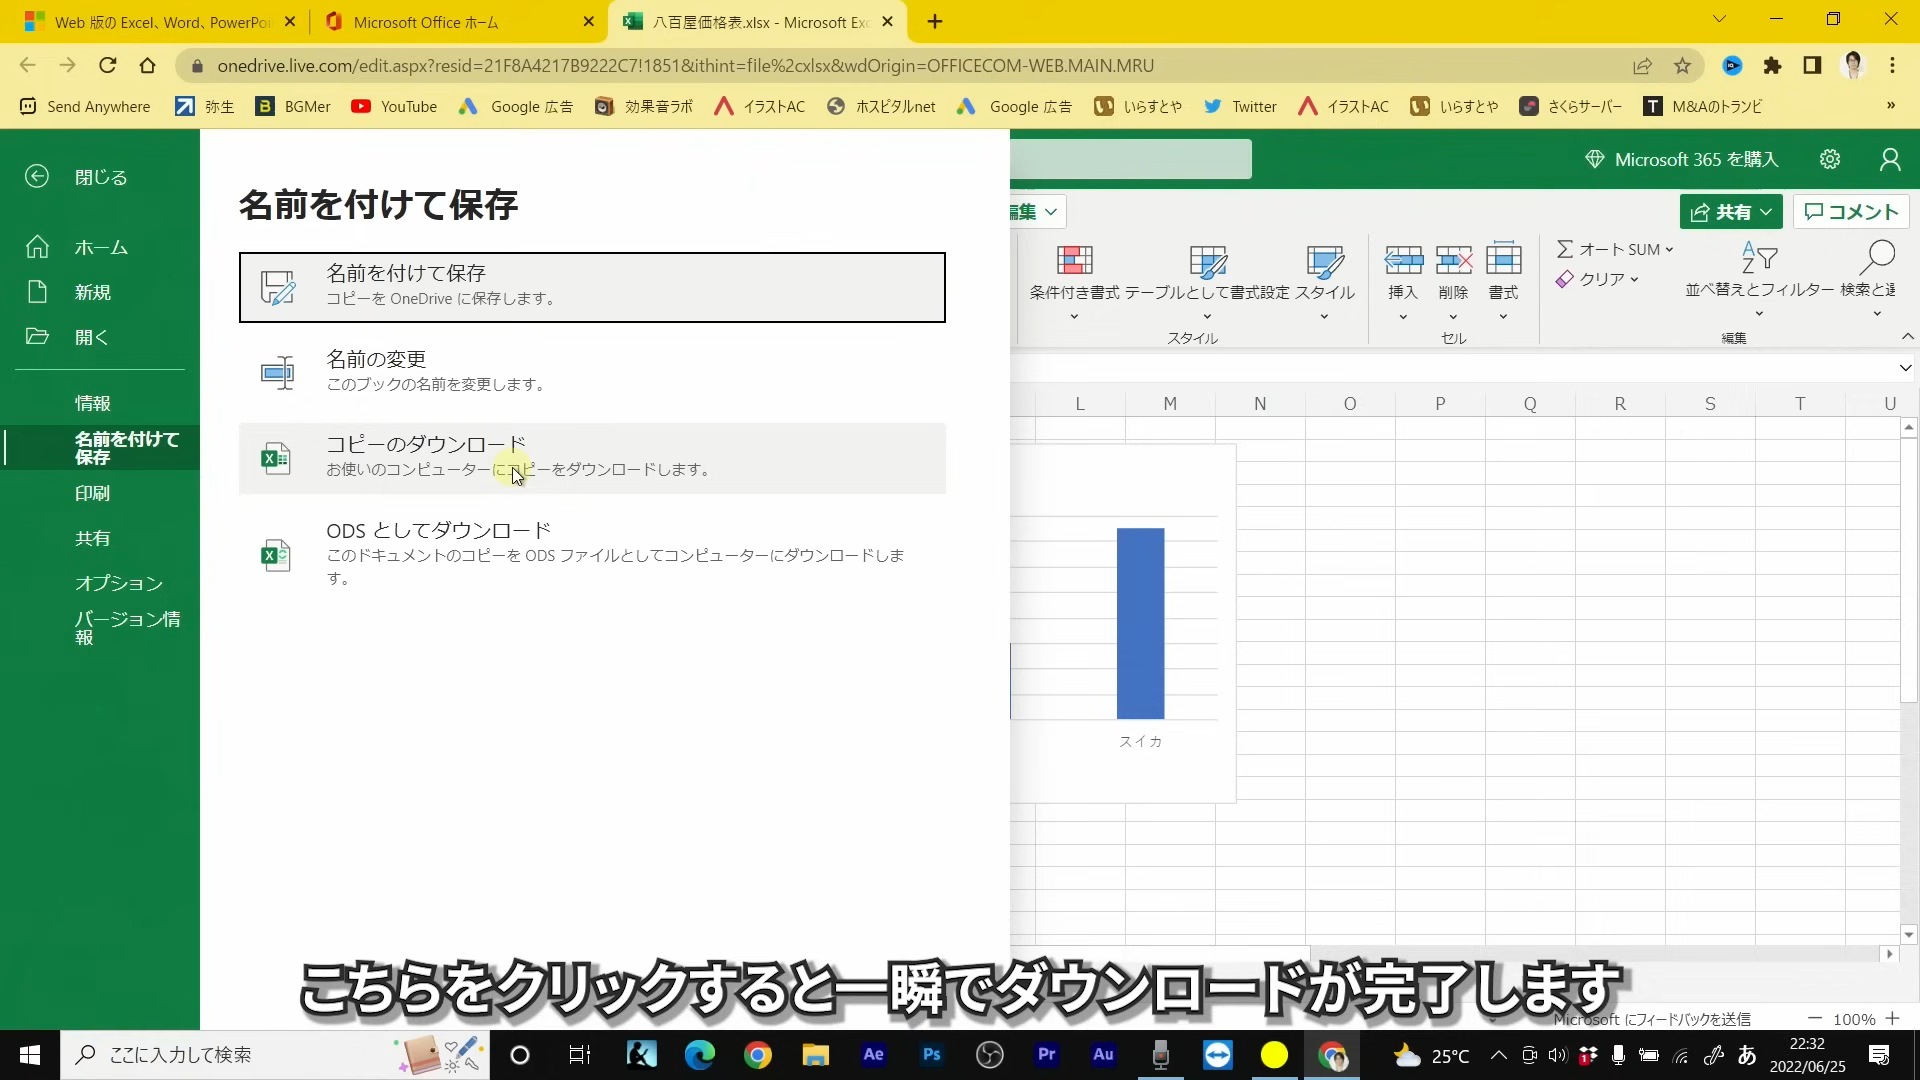 Web 版の Excel、Word、PowerPoi
Microsoft Office ホーム
八百屋価格表.xlsx - Microsoft Exc
onedrive.live.com/edit.aspx?resid=21F8A4217B9222C7!1851&ithint=file%2cxlsx&wdOrigin=OFFICECOM-WEB.MAIN.MRU
Send Anywhere
弥生
BGMer
YouTube
Google 広告
効果音ラボ
イラストAC
ホスピタルnet
Google 広告
いらすとや
Twitter
イラストAC
いらすとや
さくらサーバー
M&Aのトランビ
»
閉じる
ホーム
新規
開く
情報
名前を付けて
保存
印刷
共有
オプション
バージョン情
報
名前を付けて保存
名前を付けて保存
コピーを OneDrive に保存します。
名前の変更
このブックの名前を変更します。
コピーのダウンロード
お使いのコンピューターにコピーをダウンロードします。
ODS としてダウンロード
このドキュメントのコピーを ODS ファイルとしてコンピューターにダウンロードしま
す。
Microsoft 365 を購入
編集
共有
コメント
条件付き書式
テーブルとして書式設定
スタイル
挿入
削除
書式
オート SUM
クリア
並べ替えとフィルター
検索と選
スタイル
セル
編集
L M N O P Q R S T U
スイカ
こちらをクリックすると一瞬でダウンロードが完了します
Microsoft にフィードバックを送信
100%
ここに入力して検索
Ae
Ps
Pr
Au
25°C
あ
22:32
2022/06/25